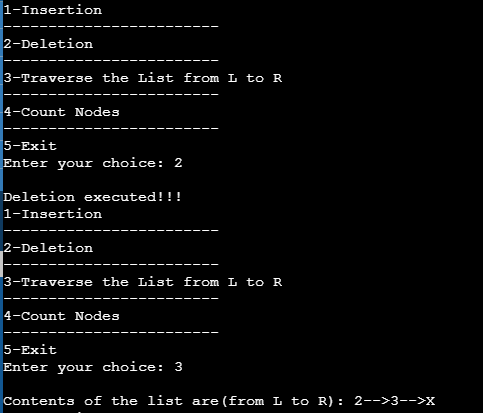 1-Insertion
------------------------
2-Deletion
------------------------
3-Traverse the List from L to R
------------------------
4-Count Nodes
------------------------
5-Exit
Enter your choice: 2
Deletion executed!!!
1-Insertion
------------------------
2-Deletion
------------------------
3-Traverse the List from L to R
------------------------
4-Count Nodes
------------------------
5-Exit
Enter your choice: 3
Contents of the list are(from L to R): 2-->3-->X